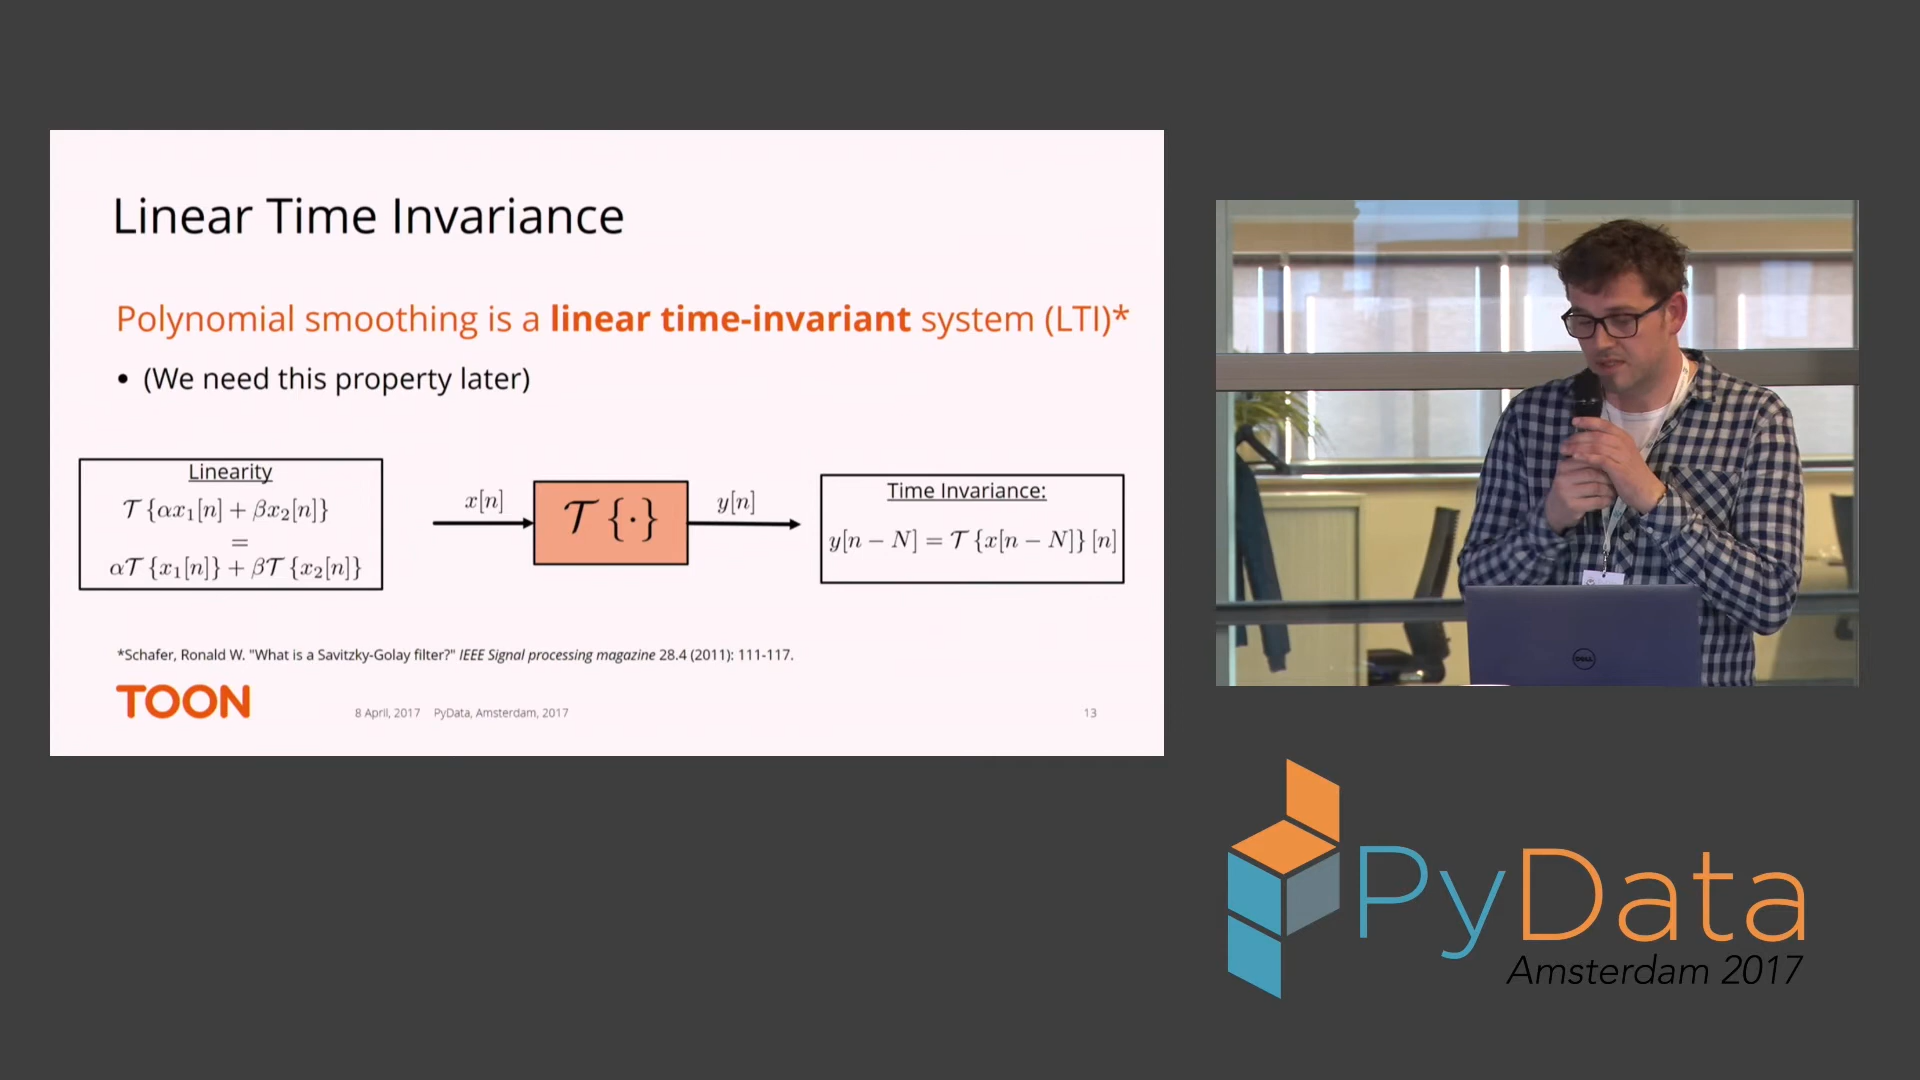 Linear Time Invariance
Polynomial smoothing is a linear time-invariant system (LTI)*
• (We need this property later)
Linearity
𝒯{αx₁[n] + βx₂[n]}
=
α𝒯{x₁[n]} + β𝒯{x₂[n]}
x[n]
𝒯{·}
y[n]
Time Invariance:
y[n − N] = 𝒯{x[n − N]}[n]
*Schafer, Ronald W. "What is a Savitzky-Golay filter?" IEEE Signal processing magazine 28.4 (2011): 111-117.
TOON
8 April, 2017 PyData, Amsterdam, 2017
13
DELL
PyData
Amsterdam 2017